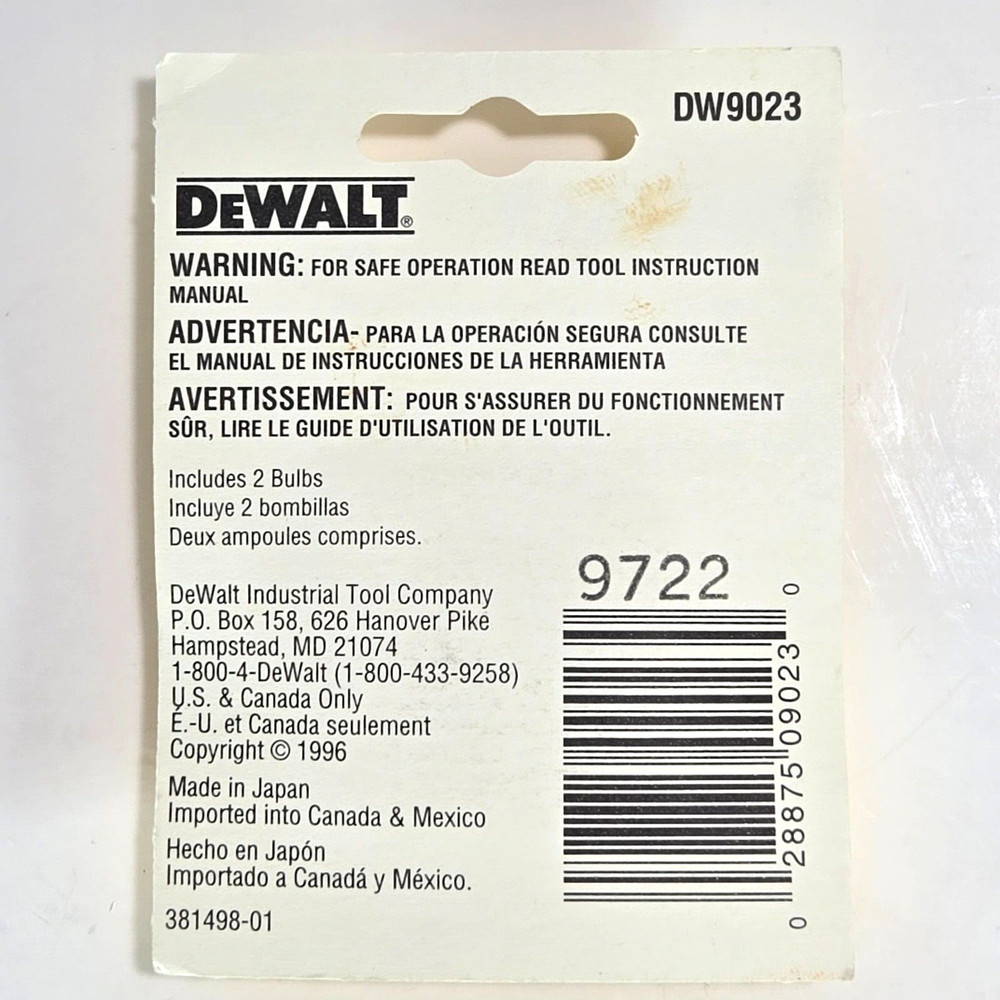 DW9023
DEWALT®
WARNING: FOR SAFE OPERATION READ TOOL INSTRUCTION
MANUAL
ADVERTENCIA- PARA LA OPERACIÓN SEGURA CONSULTE
EL MANUAL DE INSTRUCCIONES DE LA HERRAMIENTA
AVERTISSEMENT: POUR S'ASSURER DU FONCTIONNEMENT
SÛR, LIRE LE GUIDE D'UTILISATION DE L'OUTIL.
Includes 2 Bulbs
Incluye 2 bombillas
Deux ampoules comprises.
DeWalt Industrial Tool Company
P.O. Box 158, 626 Hanover Pike
Hampstead, MD 21074
1-800-4-DeWalt (1-800-433-9258)
U.S. & Canada Only
É.-U. et Canada seulement
Copyright © 1996
Made in Japan
Imported into Canada & Mexico
Hecho en Japón
Importado a Canadá y México.
381498-01
9722
0 28875 09023 0